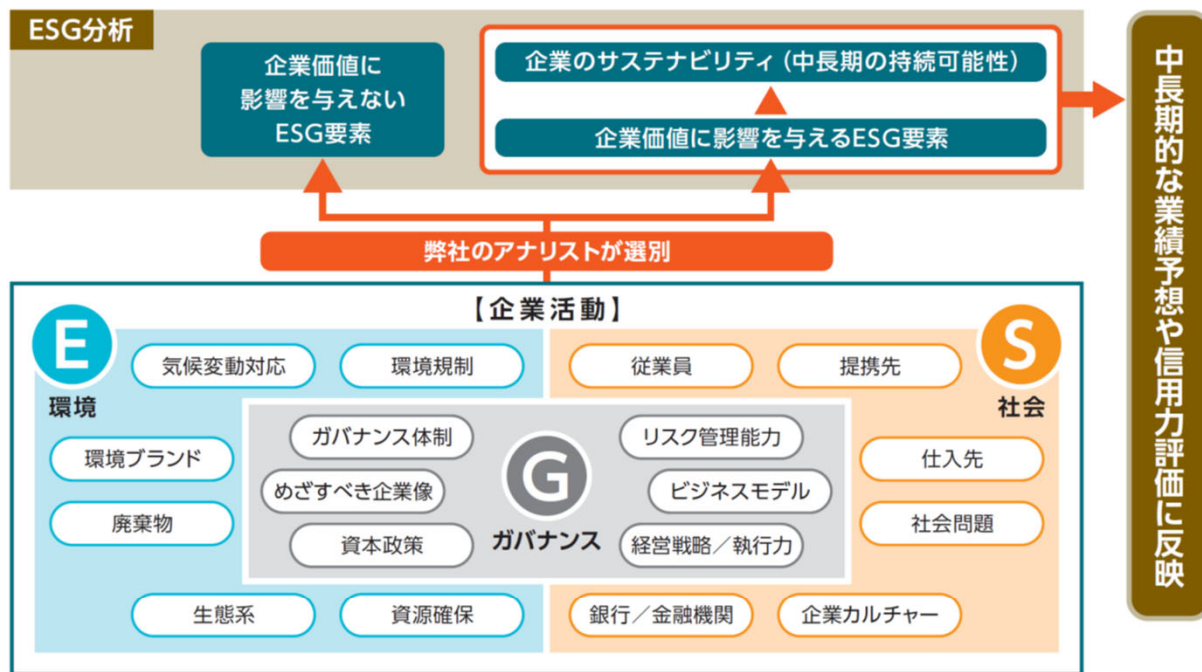 ESG分析
企業価値に
影響を与えない
ESG要素
企業のサステナビリティ(中長期の持続可能性)
企業価値に影響を与えるESG要素
中長期的な業績予想や信用力評価に反映
弊社のアナリストが選別
【企業活動】
E
環境
S
社会
気候変動対応
環境規制
従業員
提携先
環境ブランド
廃棄物
ガバナンス体制
めざすべき企業像
資本政策
G
ガバナンス
リスク管理能力
ビジネスモデル
経営戦略/執行力
仕入先
社会問題
生態系
資源確保
銀行/金融機関
企業カルチャー